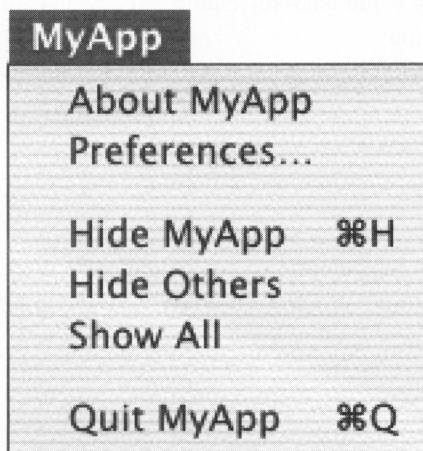 MyApp
About MyApp
Preferences...
Hide MyApp ⌘H
Hide Others
Show All
Quit MyApp ⌘Q